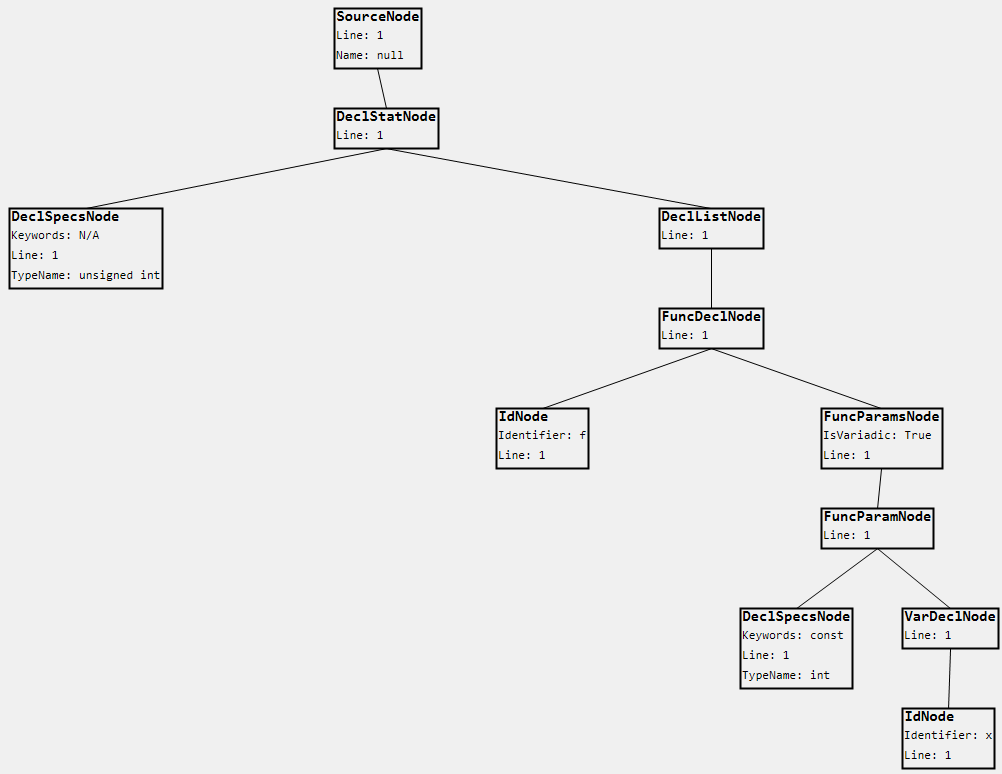 SourceNode
Line: 1
Name: null
DeclStatNode
Line: 1
DeclSpecsNode
Keywords: N/A
Line: 1
TypeName: unsigned int
DeclListNode
Line: 1
FuncDeclNode
Line: 1
IdNode
Identifier: f
Line: 1
FuncParamsNode
IsVariadic: True
Line: 1
FuncParamNode
Line: 1
DeclSpecsNode
Keywords: const
Line: 1
TypeName: int
VarDeclNode
Line: 1
IdNode
Identifier: x
Line: 1